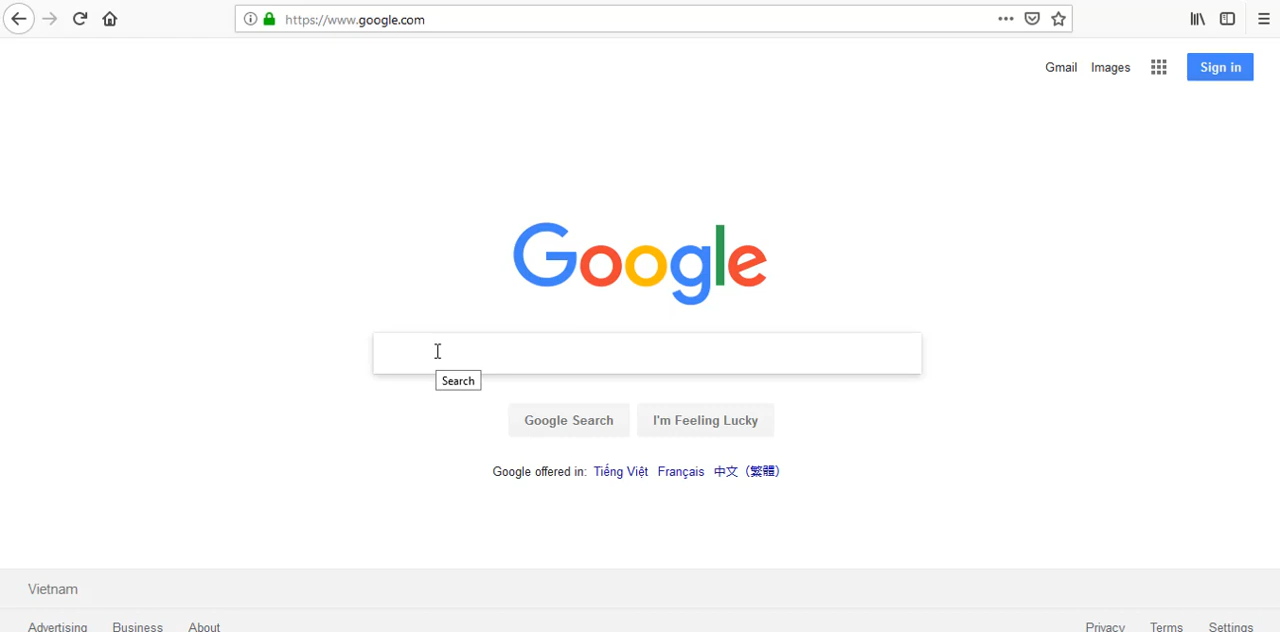 https://www.google.com
Gmail Images Sign in
Google
Search
Google Search I'm Feeling Lucky
Google offered in: Tiếng Việt Français 中文（繁體）
Vietnam
Advertising Business About Privacy Terms Settings